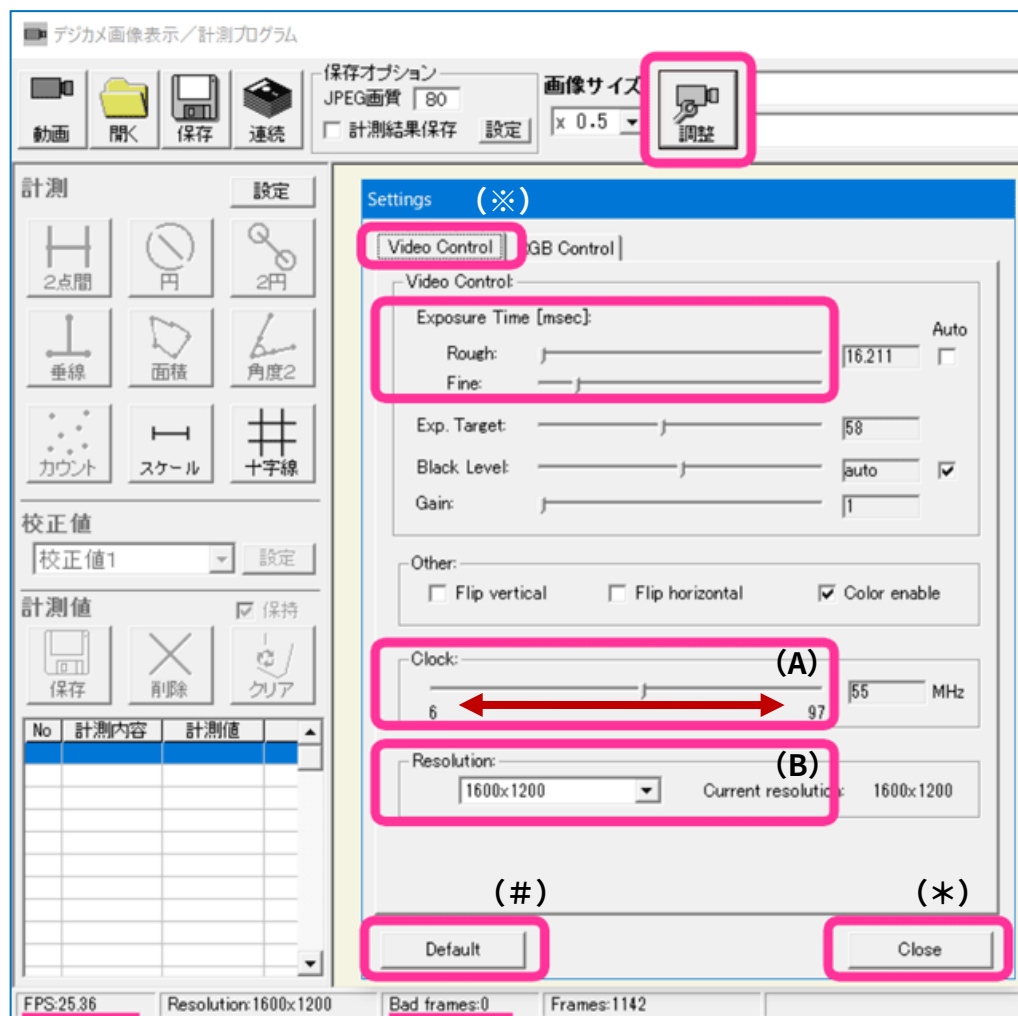 デジカメ画像表示／計測プログラム
動画
開く
保存
連続
保存オプション
JPEG画質 80
計測結果保存 設定
画像サイズ
x 0.5
調整
計測 設定
2点間
円
2円
垂線
面積
角度2
カウント
スケール
十字線
校正値
校正値1 設定
計測値 保持
保存
削除
クリア
No 計測内容 計測値
Settings (※)
Video Control GB Control
Video Control:
Exposure Time [msec]:
Auto
Rough: 16.211
Fine:
Exp. Target: 58
Black Level: auto
Gain: 1
Other:
Flip vertical Flip horizontal Color enable
Clock: (A)
55 MHz
6 97
Resolution: (B)
1600x1200 Current resolution: 1600x1200
(#) (＊)
Default Close
FPS:25.36 Resolution:1600x1200 Bad frames:0 Frames:1142